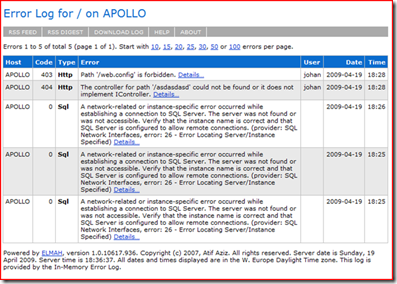 Error Log for / on APOLLO
RSS FEED RSS DIGEST DOWNLOAD LOG HELP ABOUT
Errors 1 to 5 of total 5 (page 1 of 1). Start with 10, 15, 20, 25, 30, 50 or 100 errors per page.
Host Code Type Error User Date Time
APOLLO 403 Http Path '/web.config' is forbidden. Details... johan 2009-04-19 18:28
APOLLO 404 Http The controller for path '/asdasdasd' could not be found or it does not johan 2009-04-19 18:28
implement IController. Details...
APOLLO 0 Sql A network-related or instance-specific error occurred while 2009-04-19 18:26
establishing a connection to SQL Server. The server was not found or
was not accessible. Verify that the instance name is correct and that
SQL Server is configured to allow remote connections. (provider: SQL
Network Interfaces, error: 26 - Error Locating Server/Instance
Specified) Details...
APOLLO 0 Sql A network-related or instance-specific error occurred while 2009-04-19 18:25
establishing a connection to SQL Server. The server was not found or
was not accessible. Verify that the instance name is correct and that
SQL Server is configured to allow remote connections. (provider: SQL
Network Interfaces, error: 26 - Error Locating Server/Instance
Specified) Details...
APOLLO 0 Sql A network-related or instance-specific error occurred while 2009-04-19 18:25
establishing a connection to SQL Server. The server was not found or
was not accessible. Verify that the instance name is correct and that
SQL Server is configured to allow remote connections. (provider: SQL
Network Interfaces, error: 26 - Error Locating Server/Instance
Specified) Details...
Powered by ELMAH, version 1.0.10617.936. Copyright (c) 2007, Atif Aziz. All rights reserved. Server date is Sunday, 19
April 2009. Server time is 18:36:37. All dates and times displayed are in the W. Europe Daylight Time zone. This log is
provided by the In-Memory Error Log.